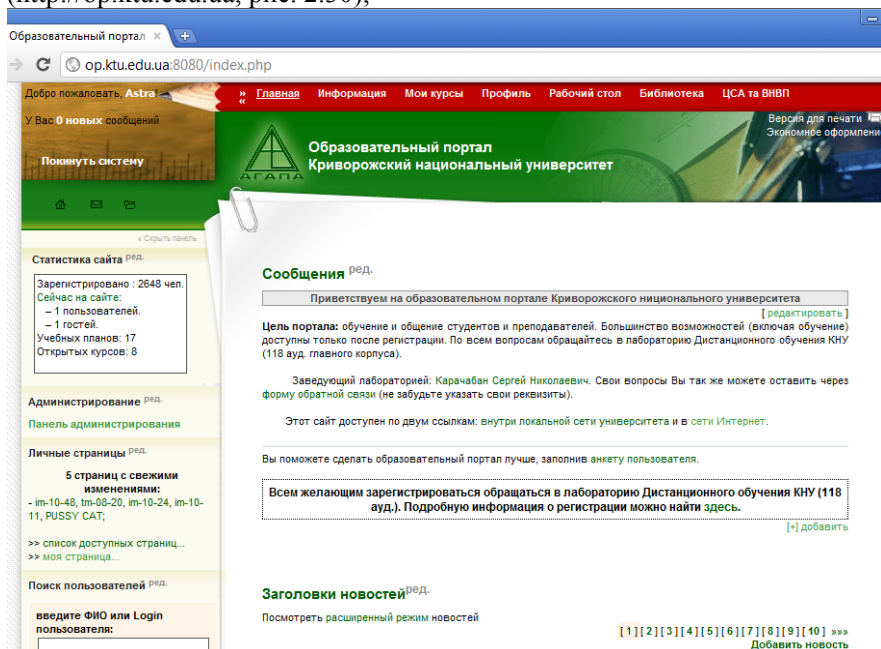 (http://op.ktu.edu.ua, рис. 2.30);
Образовательный портал
op.ktu.edu.ua:8080/index.php
Добро пожаловать, Astra!
У Вас 0 новых сообщений
Покинуть систему
« Скрыть панель
Статистика сайта ред.
Зарегистрировано : 2648 чел.
Сейчас на сайте:
– 1 пользователей.
– 1 гостей.
Учебных планов: 17
Открытых курсов: 8
Администрирование ред.
Панель администрирования
Личные страницы ред.
5 страниц с свежими
изменениями:
- im-10-48, tm-08-20, im-10-24, im-10-
11, PUSSY CAT;
>> список доступных страниц...
>> моя страница...
Поиск пользователей ред.
введите ФИО или Login
пользователя:
» Главная Информация Мои курсы Профиль Рабочий стол Библиотека ЦСА та ВНВП
«
Версия для печати
Экономное оформление
АГАПА
Образовательный портал
Криворожский национальный университет
Сообщения ред.
Приветствуем на образовательном портале Криворожского ниционального университета
[ редактировать ]
Цель портала: обучение и общение студентов и преподавателей. Большинство возможностей (включая обучение)
доступны только после регистрации. По всем вопросам обращайтесь в лабораторию Дистанционного обучения КНУ
(118 ауд. главного корпуса).
Заведующий лабораторией: Карачабан Сергей Николаевич. Свои вопросы Вы так же можете оставить через
форму обратной связи (не забудьте указать свои реквизиты).
Этот сайт доступен по двум ссылкам: внутри локальной сети университета и в сети Интернет.
Вы поможете сделать образовательный портал лучше, заполнив анкету пользователя.
Всем желающим зарегистрироваться обращаться в лабораторию Дистанционного обучения КНУ (118
ауд.). Подробную информация о регистрации можно найти здесь.
[+] добавить
Заголовки новостей ред.
Посмотреть расширенный режим новостей
[ 1 ] [ 2 ] [ 3 ] [ 4 ] [ 5 ] [ 6 ] [ 7 ] [ 8 ] [ 9 ] [ 10 ] »»»
Добавить новость